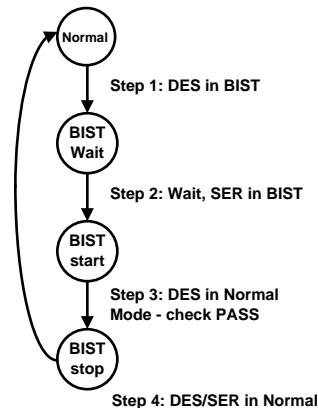 Normal
Step 1: DES in BIST
BIST
Wait
Step 2: Wait, SER in BIST
BIST
start
Step 3: DES in Normal
Mode - check PASS
BIST
stop
Step 4: DES/SER in Normal